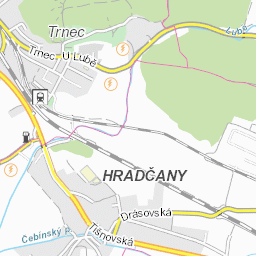 Trnec
Trnec
U Lubě
Lubě
HRADČANY
Drásovská
Čebínský p.
Tišnovská